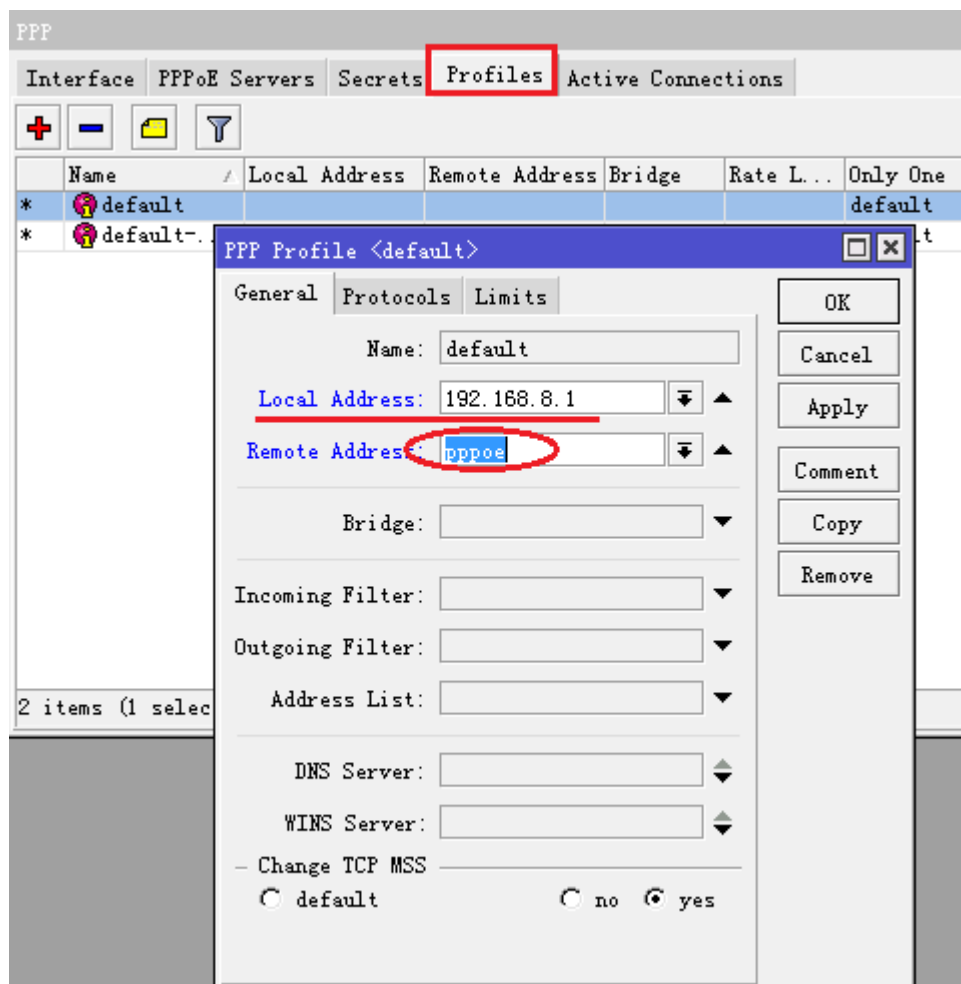 PPP
Interface PPPoE Servers Secrets Profiles Active Connections
Name Local Address Remote Address Bridge Rate L... Only One
* default default
* default-..
PPP Profile <default>
General Protocols Limits
OK
Name: default
Cancel
Local Address: 192.168.8.1
Apply
Remote Address: pppoe
Comment
Bridge:
Copy
Remove
Incoming Filter:
Outgoing Filter:
Address List:
2 items (1 selec
DNS Server:
WINS Server:
Change TCP MSS
default no yes